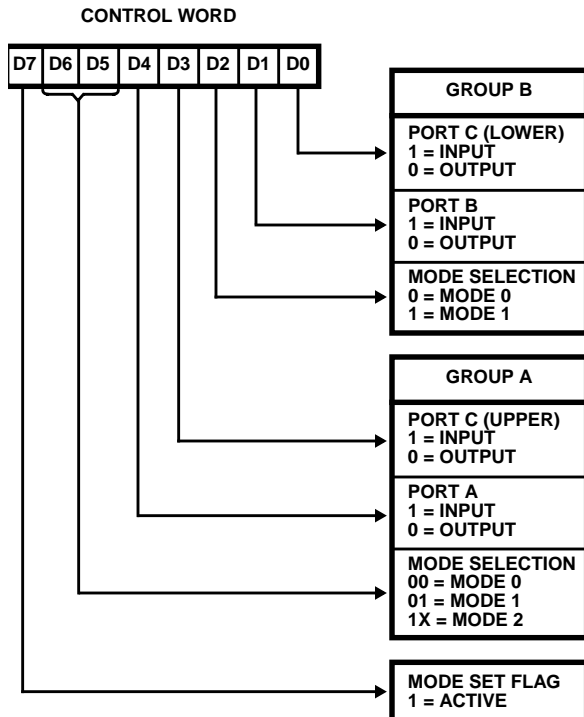 CONTROL WORD
D7 D6 D5 D4 D3 D2 D1 D0
GROUP B
PORT C (LOWER)
1 = INPUT
0 = OUTPUT
PORT B
1 = INPUT
0 = OUTPUT
MODE SELECTION
0 = MODE 0
1 = MODE 1
GROUP A
PORT C (UPPER)
1 = INPUT
0 = OUTPUT
PORT A
1 = INPUT
0 = OUTPUT
MODE SELECTION
00 = MODE 0
01 = MODE 1
1X = MODE 2
MODE SET FLAG
1 = ACTIVE